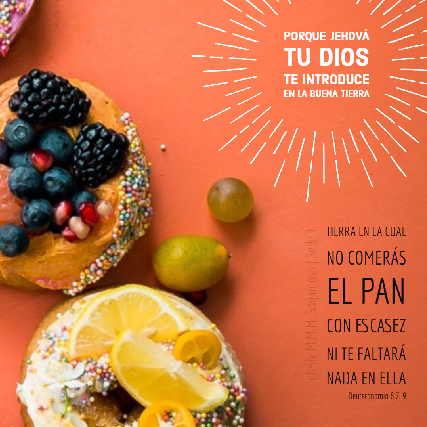 PORQUE JEHOVÁ
TU DIOS
TE INTRODUCE
EN LA BUENA TIERRA
TIERRA EN LA CUAL
NO COMERÁS
EL PAN
CON ESCASEZ
NI TE FALTARÁ
NADA EN ELLA
Deuteronomio 8:7, 9